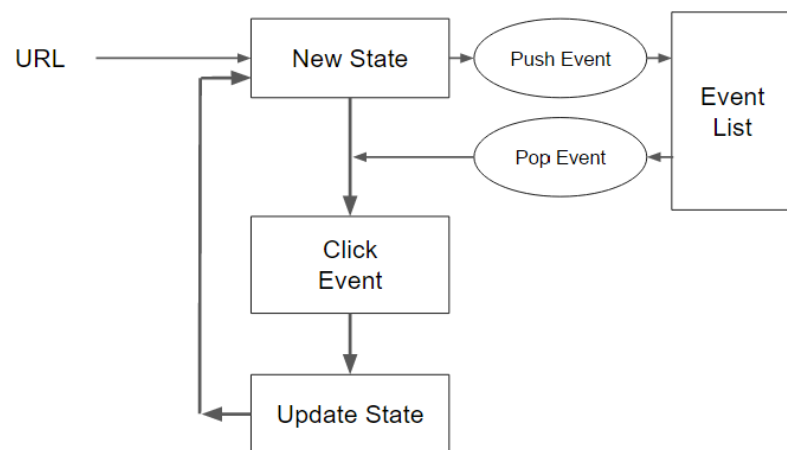 URL
New State
Push Event
Event
List
Pop Event
Click
Event
Update State